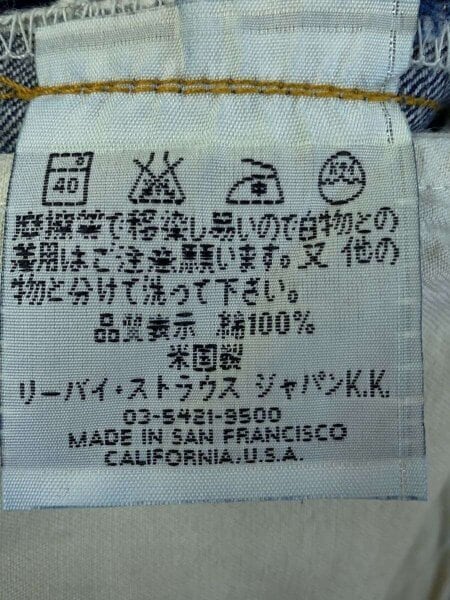 40
摩擦等で移染し易いので白物との
着用はご注意願います。又 他の
物と分けて洗って下さい。
品質表示 綿100%
米国製
リーバイ・ストラウス ジャパンK.K.
03-5421-9500
MADE IN SAN FRANCISCO
CALIFORNIA.U.S.A.